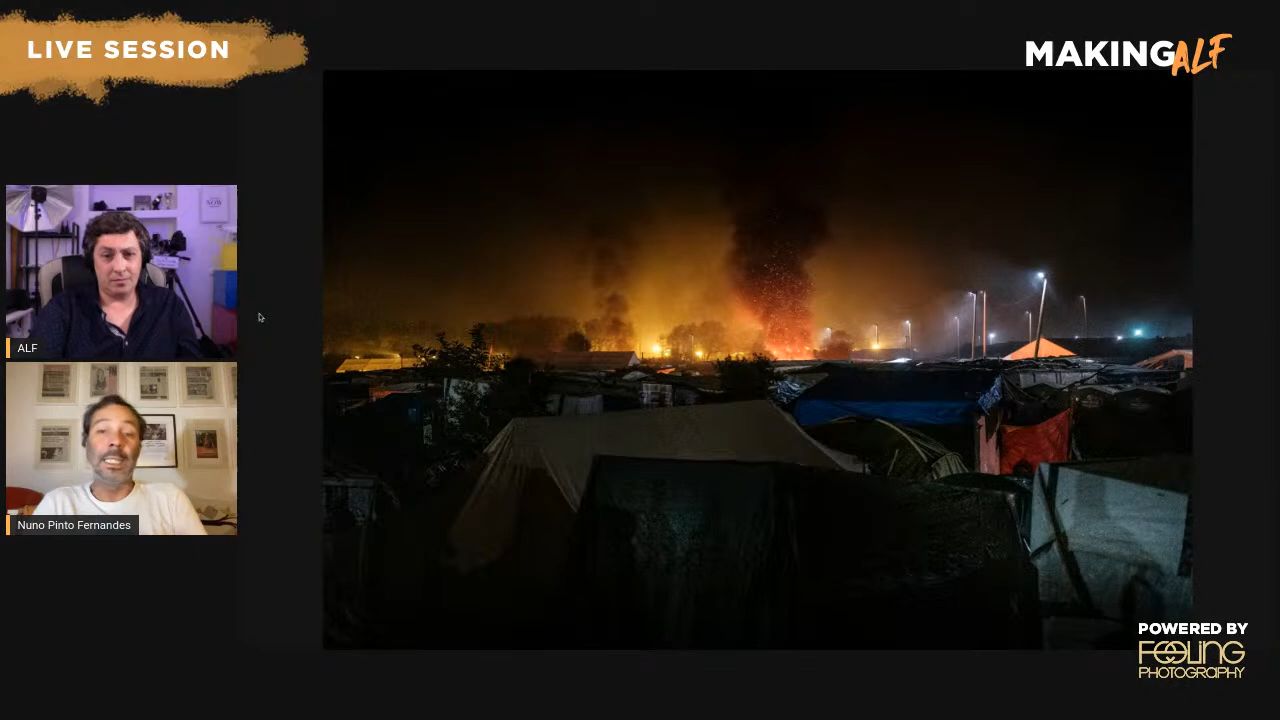 LIVE SESSION
MAKINGALF
ALF
Nuno Pinto Fernandes
POWERED BY
FEELING
PHOTOGRAPHY